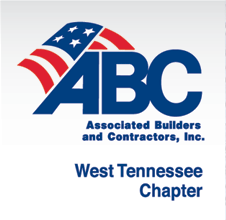 ABC
Associated Builders
and Contractors, Inc.
West Tennessee
Chapter